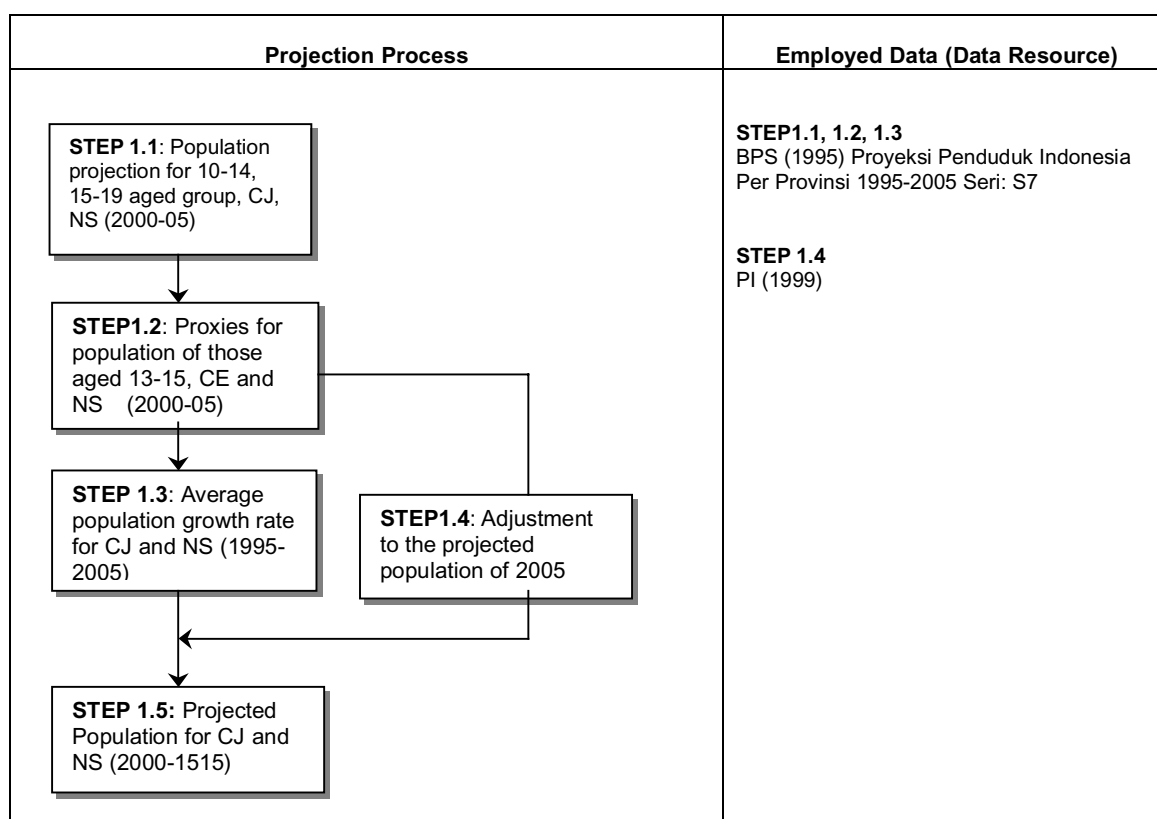 Projection Process
Employed Data (Data Resource)
STEP 1.1: Population
projection for 10-14,
15-19 aged group, CJ,
NS (2000-05)
STEP1.2: Proxies for
population of those
aged 13-15, CE and
NS (2000-05)
STEP 1.3: Average
population growth rate
for CJ and NS (1995-
2005)
STEP1.4: Adjustment
to the projected
population of 2005
STEP 1.5: Projected
Population for CJ and
NS (2000-1515)
STEP1.1, 1.2, 1.3
BPS (1995) Proyeksi Penduduk Indonesia
Per Provinsi 1995-2005 Seri: S7
STEP 1.4
PI (1999)